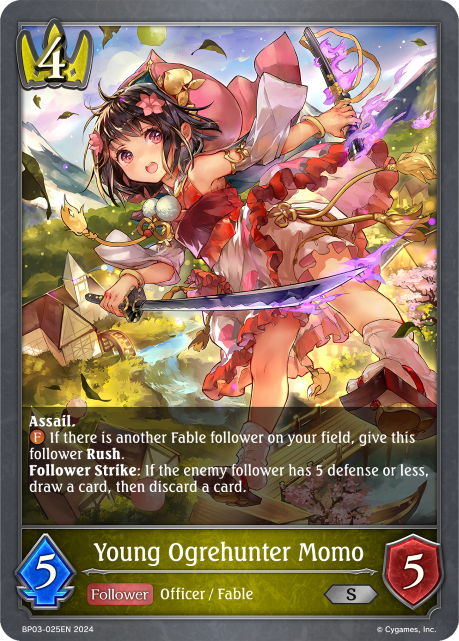 4
Assail.
F If there is another Fable follower on your field, give this
follower Rush.
Follower Strike: If the enemy follower has 5 defense or less,
draw a card, then discard a card.
Young Ogrehunter Momo
5
Follower Officer / Fable
S
5
BP03-025EN 2024
© Cygames, Inc.